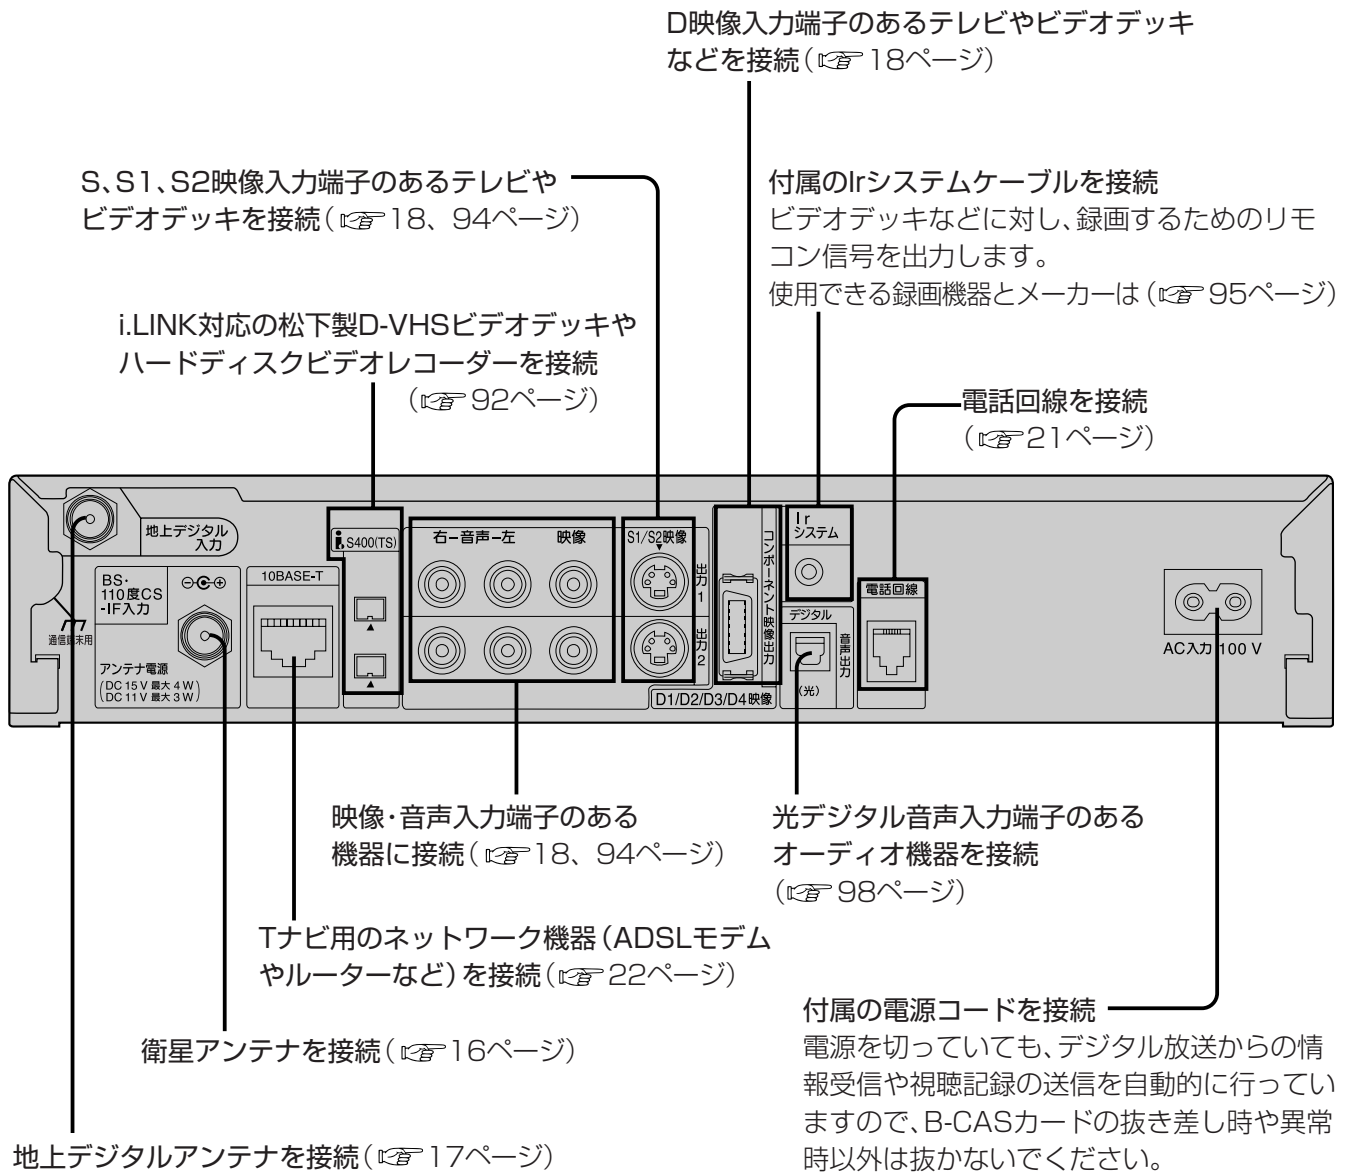 D映像入力端子のあるテレビやビデオデッキ
などを接続(☞18ページ)
S、S1、S2映像入力端子のあるテレビや
ビデオデッキを接続(☞18、94ページ)
付属のIrシステムケーブルを接続
ビデオデッキなどに対し、録画するためのリモ
コン信号を出力します。
使用できる録画機器とメーカーは(☞95ページ)
i.LINK対応の松下製D-VHSビデオデッキや
ハードディスクビデオレコーダーを接続
(☞92ページ)
電話回線を接続
(☞21ページ)
地上デジタル
入力
BS・
110度CS
-IF入力
通信端末用
アンテナ電源
(DC 15 V 最大 4 W)
(DC 11 V 最大 3 W)
10BASE-T
i S400(TS)
右-音声-左 映像
S1/S2映像
出力1
出力2
コンポーネント映像出力
D1/D2/D3/D4映像
Ir
システム
デジタル
音声出力
(光)
電話回線
AC入力 100 V
映像・音声入力端子のある
機器に接続(☞18、94ページ)
光デジタル音声入力端子のある
オーディオ機器を接続
(☞98ページ)
Tナビ用のネットワーク機器(ADSLモデム
やルーターなど)を接続(☞22ページ)
衛星アンテナを接続(☞16ページ)
地上デジタルアンテナを接続(☞17ページ)
付属の電源コードを接続
電源を切っていても、デジタル放送からの情
報受信や視聴記録の送信を自動的に行ってい
ますので、B-CASカードの抜き差し時や異常
時以外は抜かないでください。